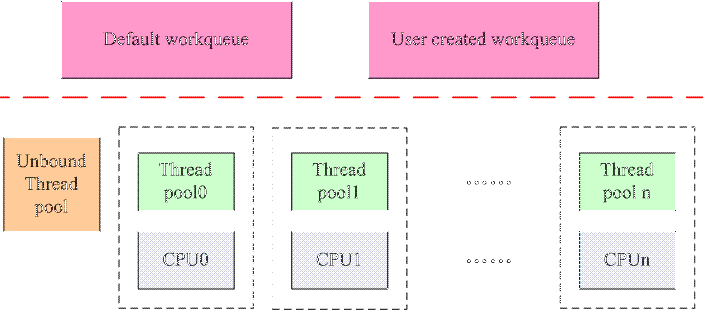 Default workqueue
User created workqueue
Unbound
Thread
pool
Thread
pool0
Thread
pool1
......
Thread
pool n
CPU0
CPU1
......
CPUn